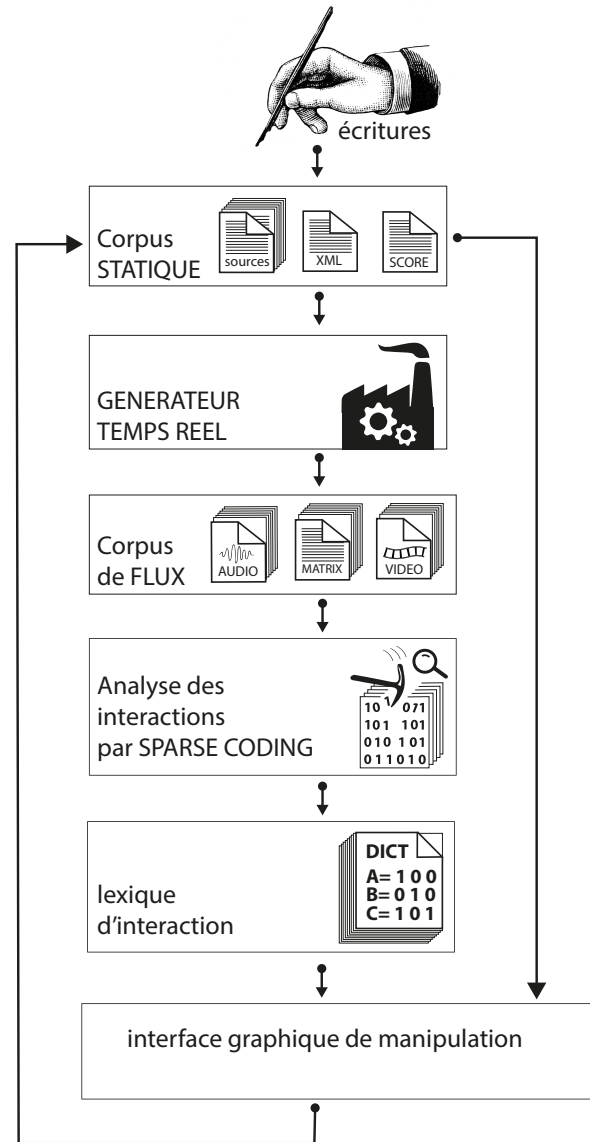 écritures
Corpus
STATIQUE
sources
XML
SCORE
GENERATEUR
TEMPS REEL
Corpus
de FLUX
AUDIO
MATRIX
VIDEO
Analyse des
interactions
par SPARSE CODING
101 101
010 101
011010
lexique
d'interaction
DICT
A= 1 0 0
B= 0 1 0
C= 1 0 1
interface graphique de manipulation